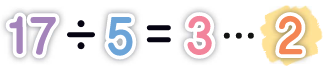 17 ÷ 5 = 3 … 2